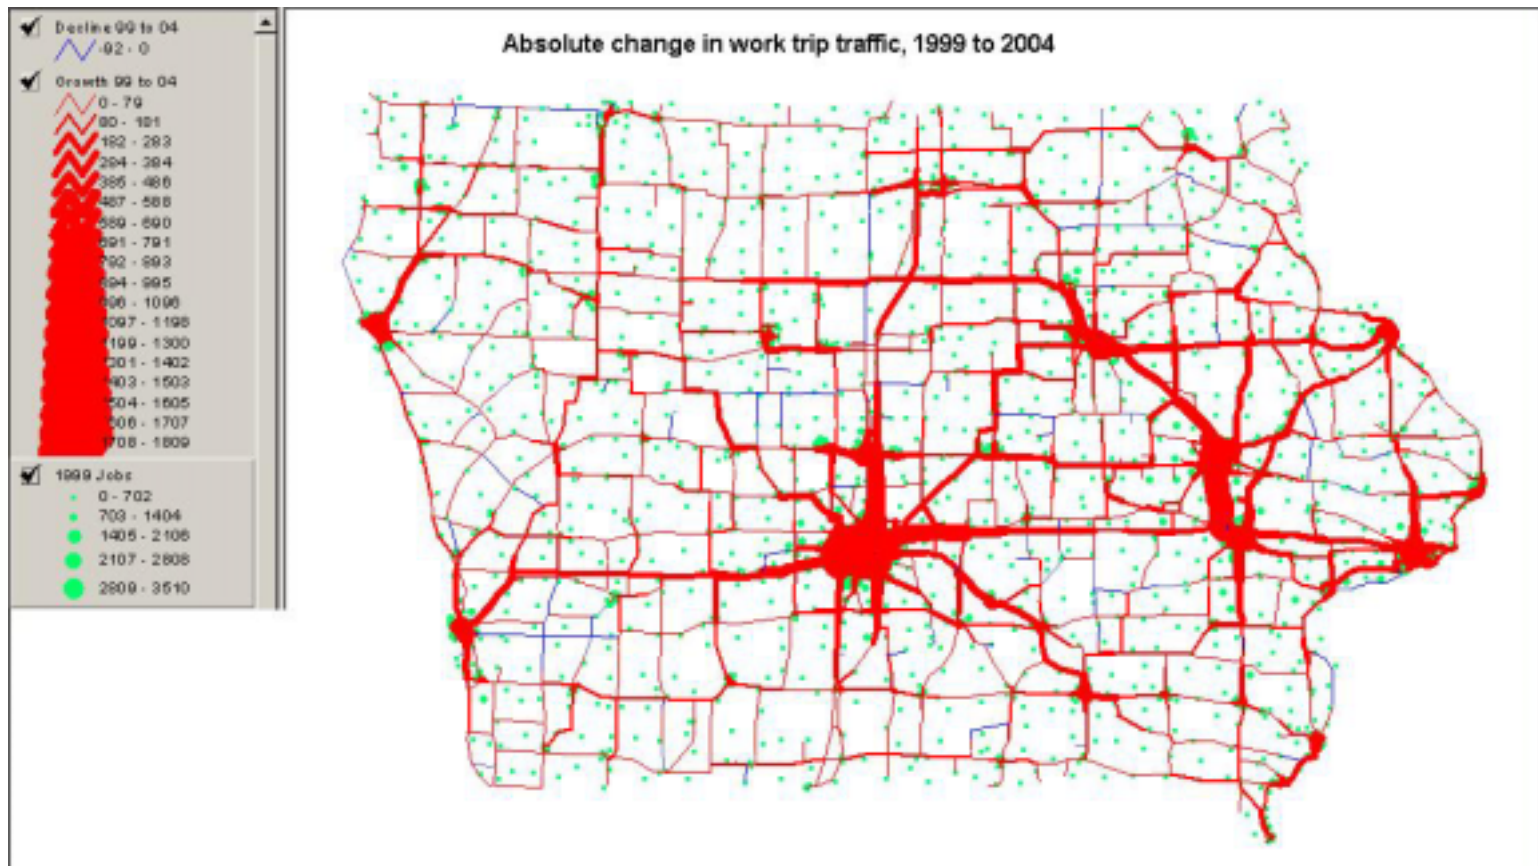 Decline 99 to 04
-92 - 0
Growth 99 to 04
0 - 79
80 - 181
182 - 283
284 - 384
385 - 486
487 - 588
589 - 690
691 - 791
792 - 893
894 - 995
996 - 1096
1097 - 1198
1199 - 1300
1301 - 1402
1403 - 1503
1504 - 1605
1606 - 1707
1708 - 1809
1999 Jobs
0 - 702
703 - 1404
1405 - 2106
2107 - 2808
2809 - 3510
Absolute change in work trip traffic, 1999 to 2004